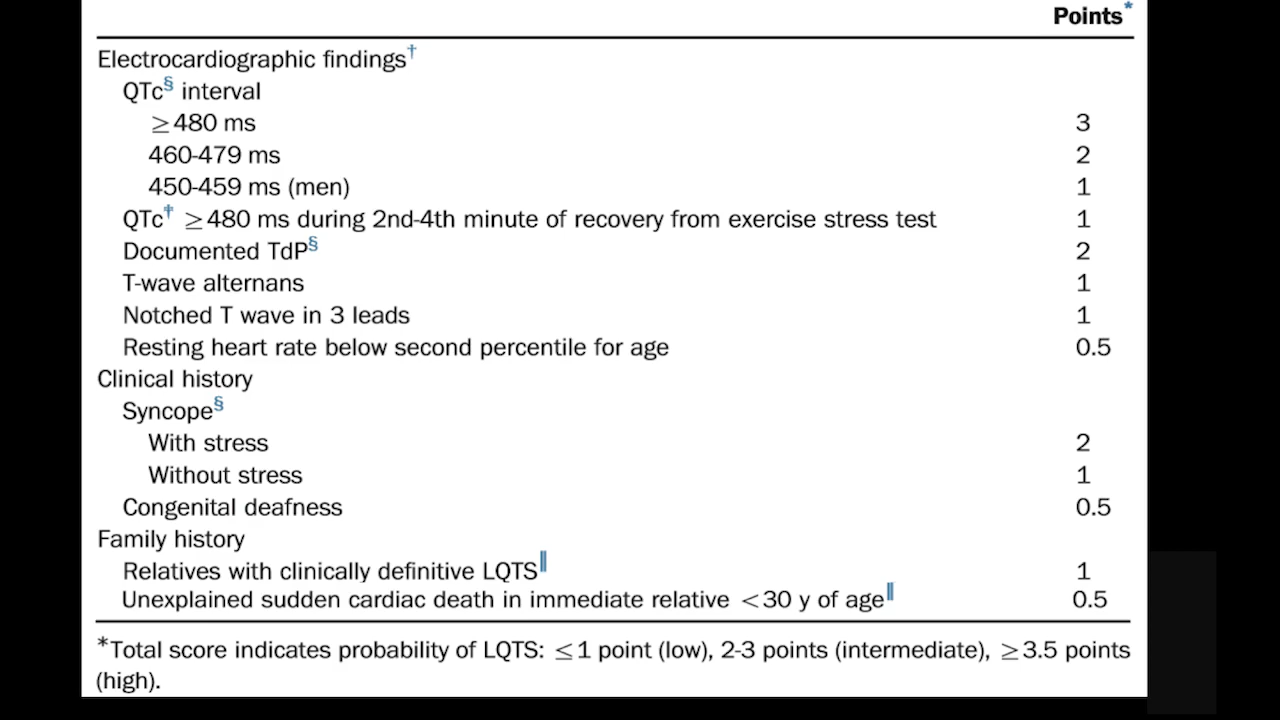 Points*
Electrocardiographic findings†
QTc§ interval
≥480 ms 3
460-479 ms 2
450-459 ms (men) 1
QTc‡ ≥480 ms during 2nd-4th minute of recovery from exercise stress test 1
Documented TdP§ 2
T-wave alternans 1
Notched T wave in 3 leads 1
Resting heart rate below second percentile for age 0.5
Clinical history
Syncope§
With stress 2
Without stress 1
Congenital deafness 0.5
Family history
Relatives with clinically definitive LQTS‖ 1
Unexplained sudden cardiac death in immediate relative <30 y of age‖ 0.5
*Total score indicates probability of LQTS: ≤1 point (low), 2-3 points (intermediate), ≥3.5 points
(high).